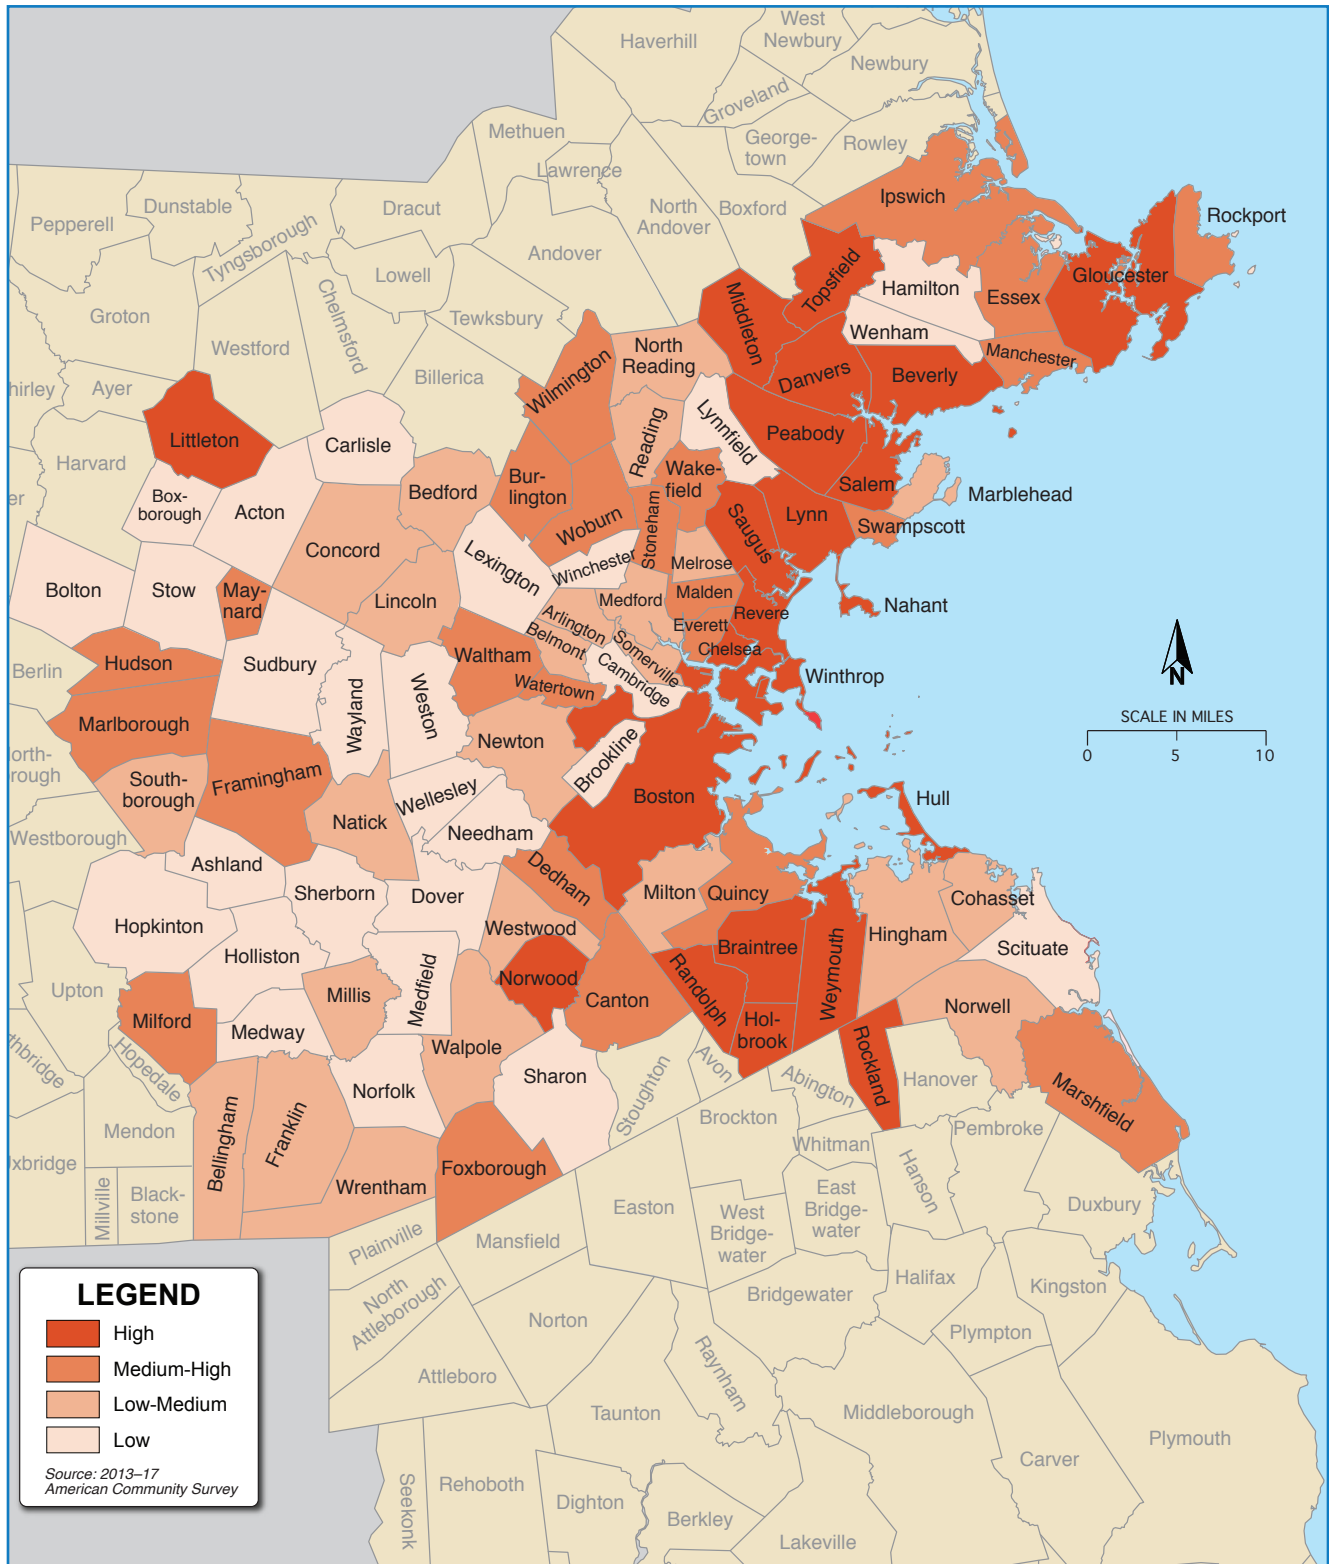 Haverhill
West
Newbury
Newbury
Groveland
Methuen
George-
town
Rowley
Lawrence
Ipswich
Pepperell
Dunstable
Dracut
North
Andover
Boxford
Rockport
Tyngsborough
Andover
Lowell
Topsfield
Gloucester
Hamilton
Essex
Groton
Chelmsford
Tewksbury
Middleton
Wenham
Westford
North
Reading
Manchester
Wilmington
Billerica
Danvers
Beverly
hirley
Ayer
Littleton
Carlisle
Reading
Lynnfield
Peabody
Harvard
Wake-
field
Salem
Marblehead
Bedford
Bur-
lington
er
Box-
borough
Acton
Woburn
Stoneham
Saugus
Lynn
Swampscott
Concord
Lexington
Winchester
Melrose
Bolton
Stow
May-
nard
Lincoln
Medford
Malden
Nahant
Arlington
Revere
Everett
Belmont
Somerville
Chelsea
Berlin
Hudson
Sudbury
Waltham
Cambridge
Winthrop
Watertown
N
Marlborough
Wayland
Weston
Newton
Brookline
SCALE IN MILES
0
5
10
orth-
rough
South-
borough
Framingham
Wellesley
Boston
Hull
Westborough
Natick
Needham
Ashland
Dedham
Sherborn
Dover
Milton
Quincy
Cohasset
Hopkinton
Westwood
Braintree
Weymouth
Hingham
Scituate
Holliston
Upton
Millis
Medfield
Norwood
Canton
Randolph
Norwell
Milford
Medway
Hol-
brook
Rockland
thbridge
Hopedale
Walpole
Sharon
Stoughton
Avon
Abington
Hanover
Marshfield
Norfolk
Mendon
Bellingham
Franklin
Brockton
Whitman
Pembroke
Uxbridge
Foxborough
Hanson
Millville
Black-
stone
Wrentham
Easton
West
Bridge-
water
East
Bridge-
water
Duxbury
Plainville
Mansfield
Halifax
Kingston
North
Attleborough
Bridgewater
Norton
Plympton
Attleboro
Raynham
Taunton
Middleborough
Plymouth
Carver
Seekonk
Rehoboth
Dighton
Berkley
Lakeville
LEGEND
High
Medium-High
Low-Medium
Low
Source: 2013–17
American Community Survey